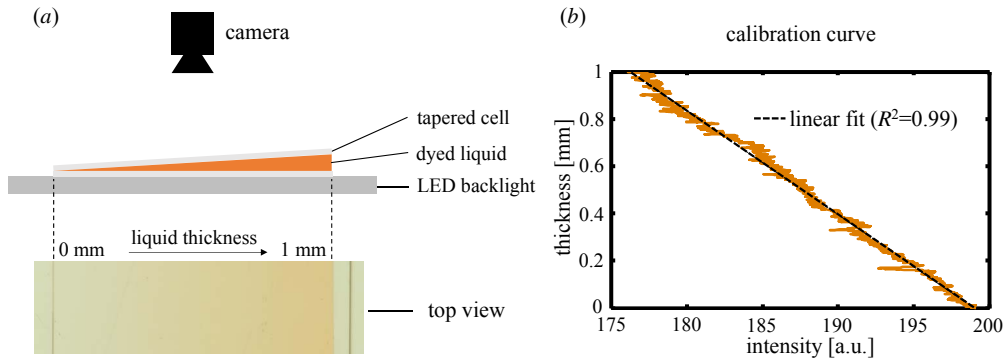 (a)
camera
tapered cell
dyed liquid
LED backlight
liquid thickness
0 mm
1 mm
top view
(b)
calibration curve
linear fit (R²=0.99)
thickness [mm]
1
0.8
0.6
0.4
0.2
0
175 180 185 190 195 200
intensity [a.u.]